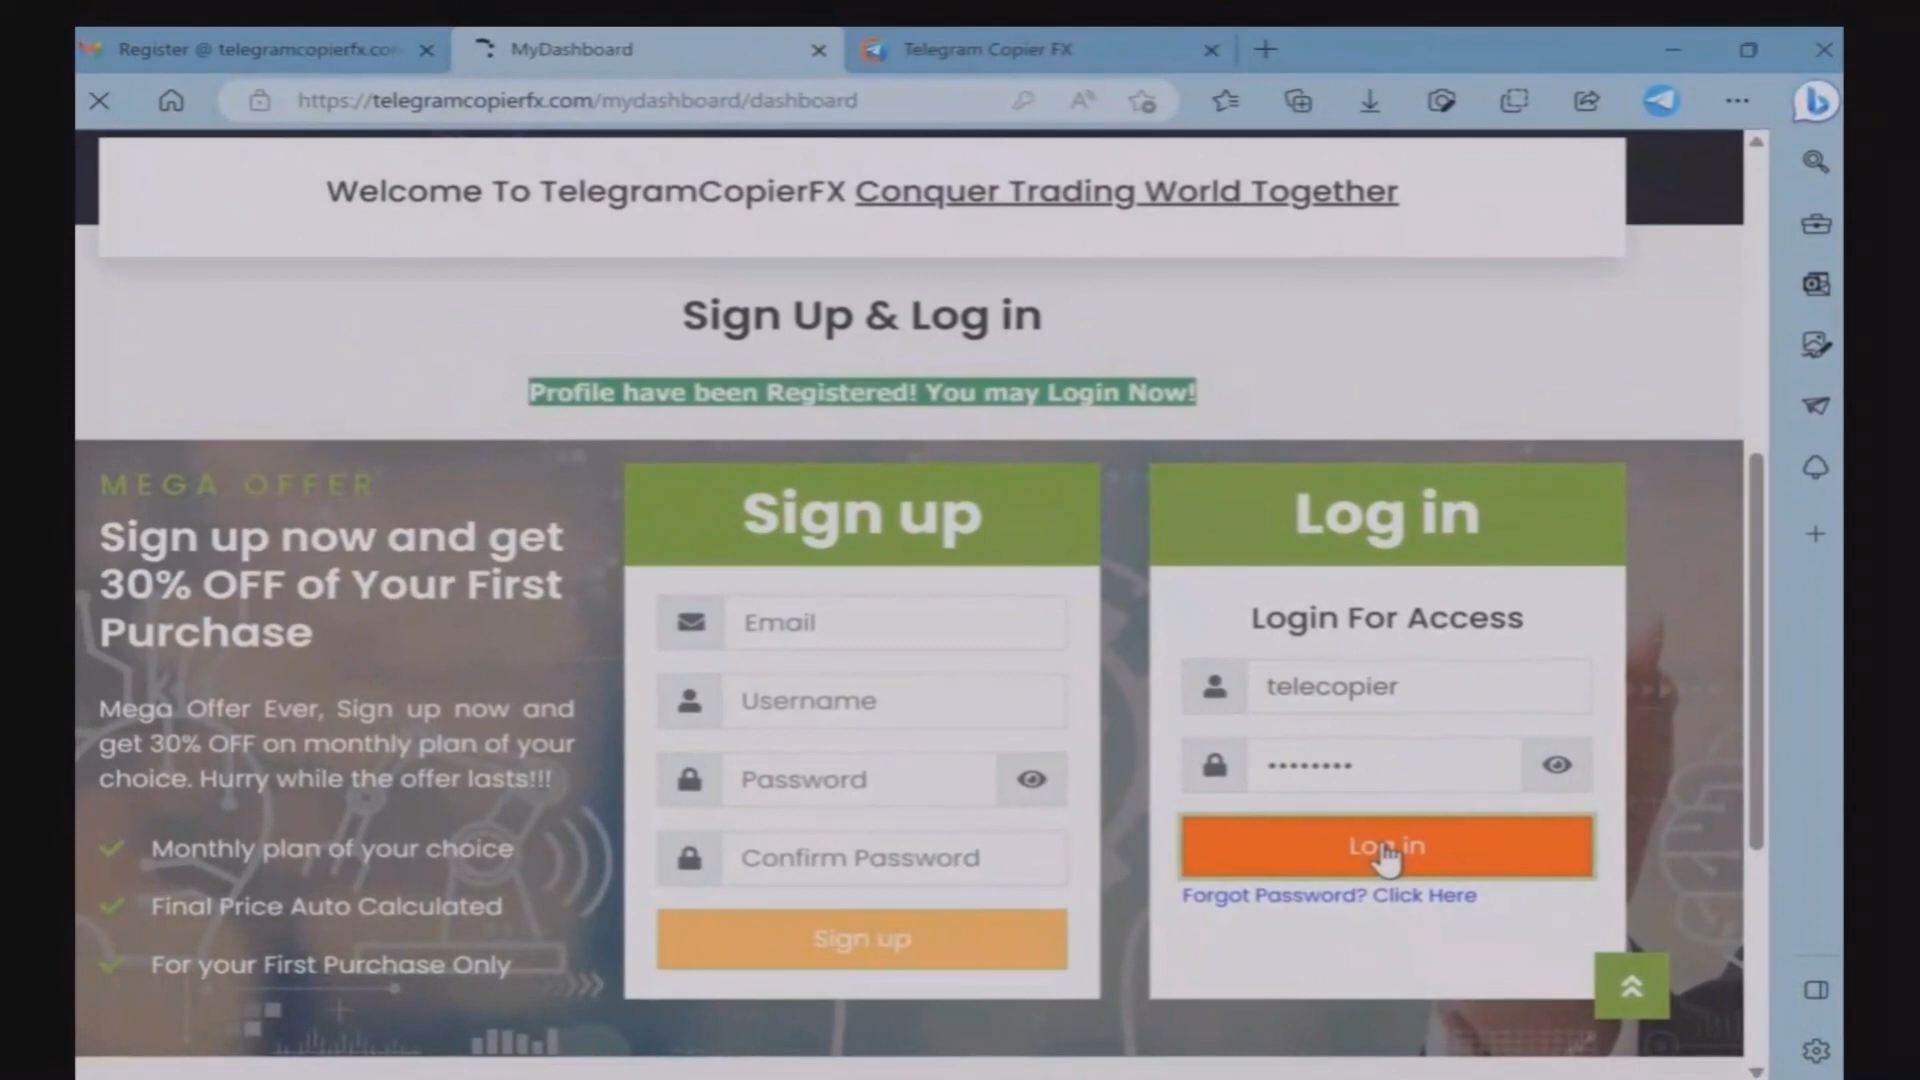 Register @ telegramcopierfx.co
MyDashboard
Telegram Copier FX
https://telegramcopierfx.com/mydashboard/dashboard
Welcome To TelegramCopierFX Conquer Trading World Together
Sign Up & Log in
Profile have been Registered! You may Login Now!
MEGA OFFER
Sign up now and get
30% OFF of Your First
Purchase
Mega Offer Ever, Sign up now and
get 30% OFF on monthly plan of your
choice. Hurry while the offer lasts!!!
Monthly plan of your choice
Final Price Auto Calculated
For your First Purchase Only
Sign up
Email
Username
Password
Confirm Password
Sign up
Log in
Login For Access
telecopier
••••••••
Log in
Forgot Password? Click Here